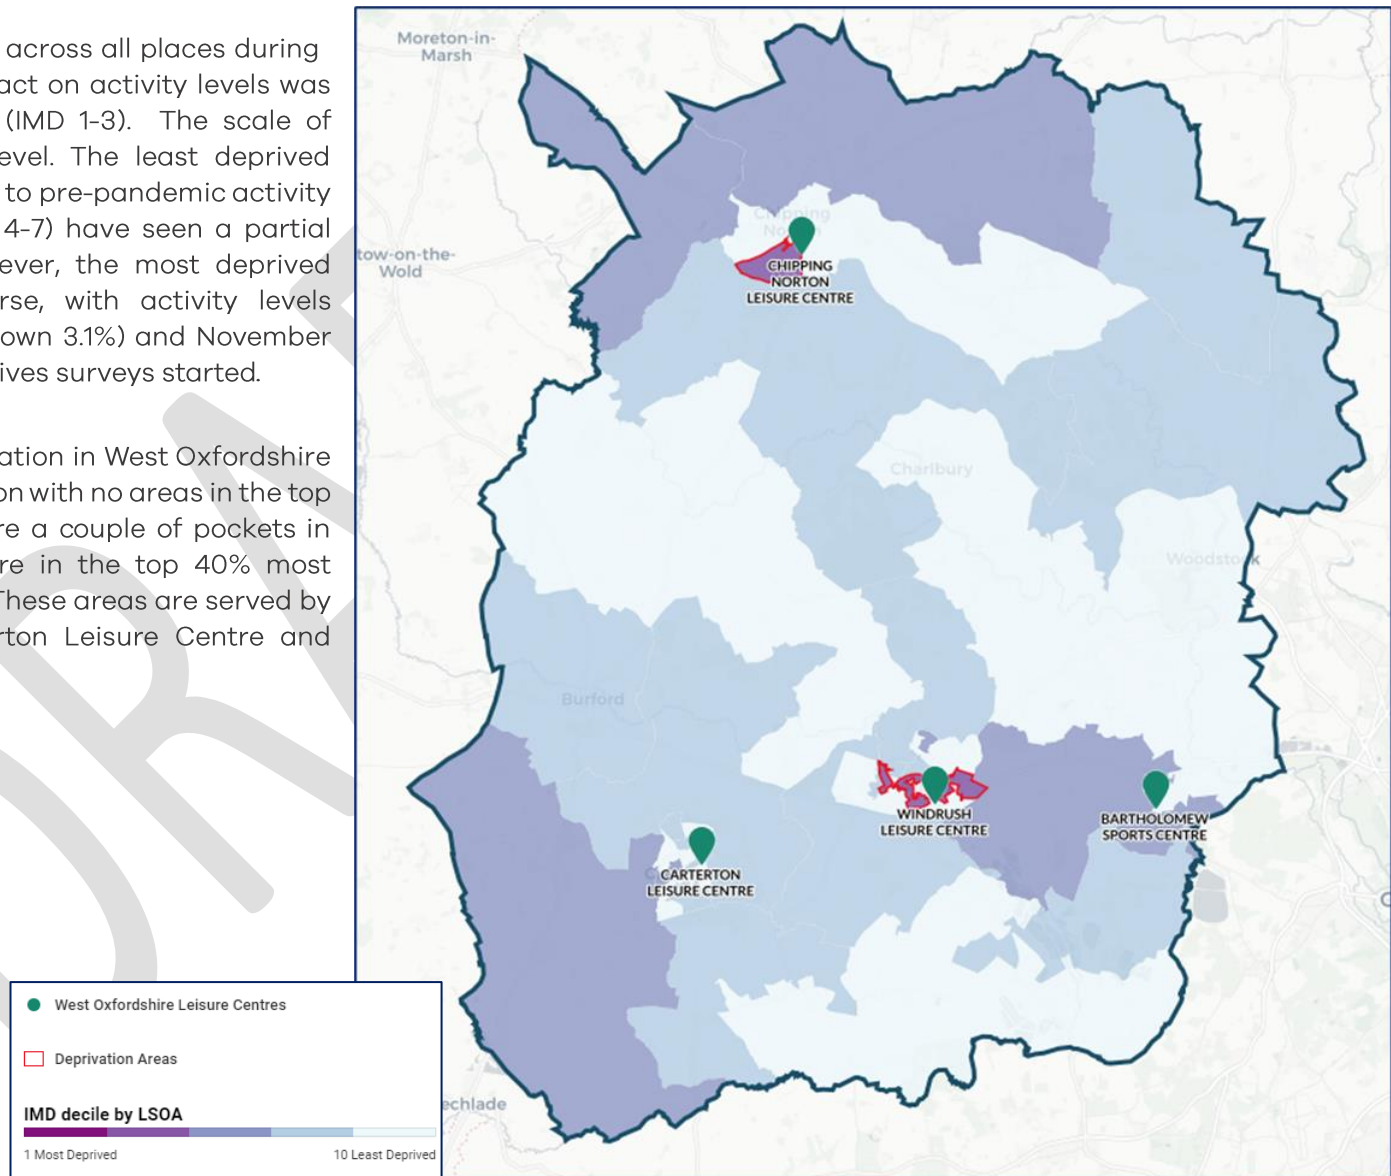 across all places during
act on activity levels was
(IMD 1-3). The scale of
evel. The least deprived
to pre-pandemic activity
4-7) have seen a partial
ever, the most deprived
rse, with activity levels
own 3.1%) and November
ives surveys started.
ation in West Oxfordshire
on with no areas in the top
re a couple of pockets in
re in the top 40% most
These areas are served by
rton Leisure Centre and
Moreton-in-
Marsh
Chipping
Norton
CHIPPING
NORTON
LEISURE CENTRE
tow-on-the-
Wold
Charlbury
Woodstock
Burford
WINDRUSH
LEISURE CENTRE
BARTHOLOMEW
SPORTS CENTRE
CARTERTON
LEISURE CENTRE
echlade
West Oxfordshire Leisure Centres
Deprivation Areas
IMD decile by LSOA
1 Most Deprived
10 Least Deprived